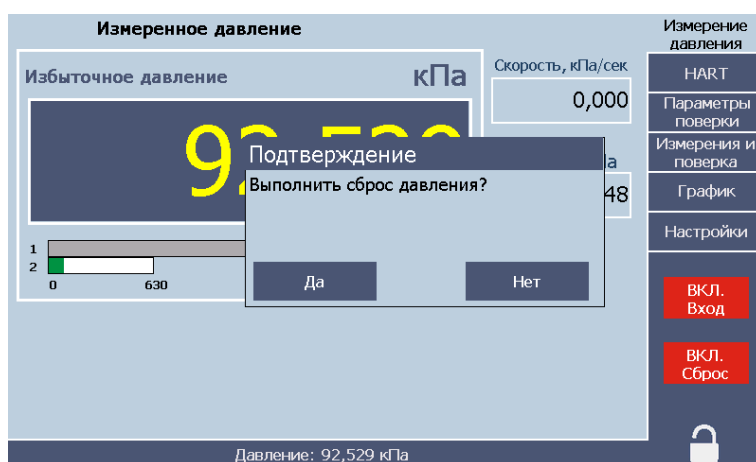 Измеренное давление
Избыточное давление
кПа
Скорость, кПа/сек
0,000
48
Подтверждение
Выполнить сброс давления?
Да
Нет
1
2
0
630
Измерение
давления
HART
Параметры
поверки
Измерения и
поверка
График
Настройки
ВКЛ.
Вход
ВКЛ.
Сброс
Давление: 92,529 кПа